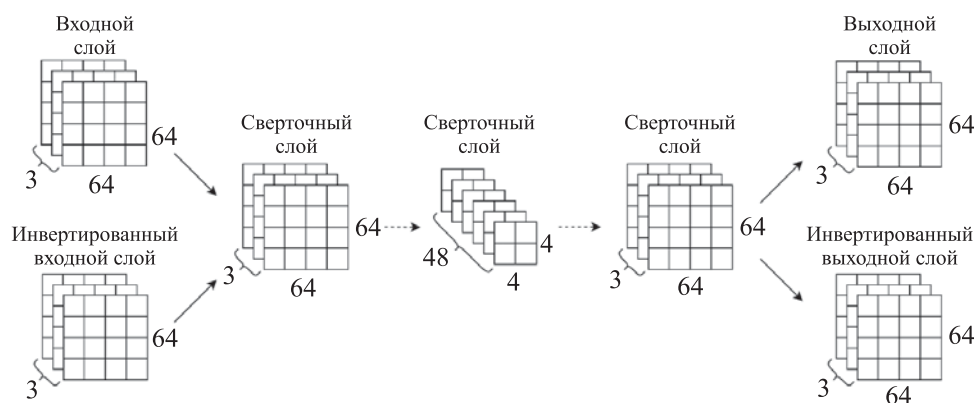 Входной
слой
64
3
64
Инвертированный
входной слой
64
3
64
Сверточный
слой
64
3
64
Сверточный
слой
48
4
4
Сверточный
слой
64
3
64
Выходной
слой
64
3
64
Инвертированный
выходной слой
64
3
64